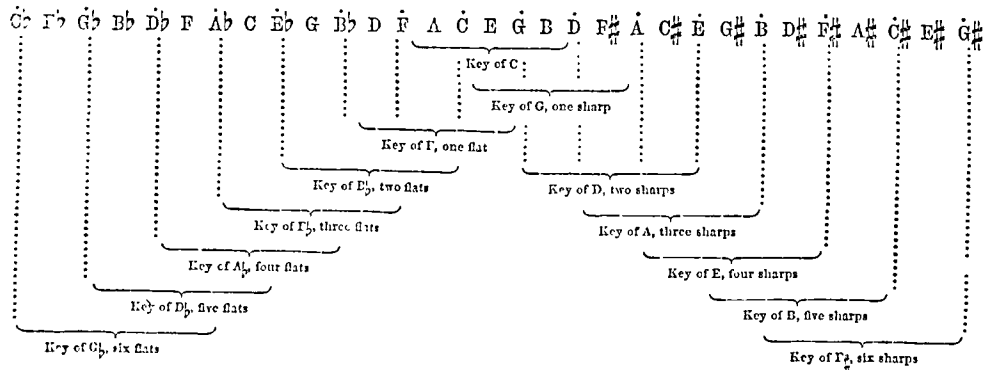 C♭ E♭ G♭ B♭ D♭ F A♭ C E♭ G B♭ D F A C E G B D F♯ A C♯ E G♯ B D♯ F♯ A♯ C♯ E♯ G♯
Key of C
Key of G, one sharp
Key of F, one flat
Key of B♭, two flats
Key of D, two sharps
Key of E♭, three flats
Key of A, three sharps
Key of A♭, four flats
Key of E, four sharps
Key of D♭, five flats
Key of B, five sharps
Key of G♭, six flats
Key of F♯, six sharps